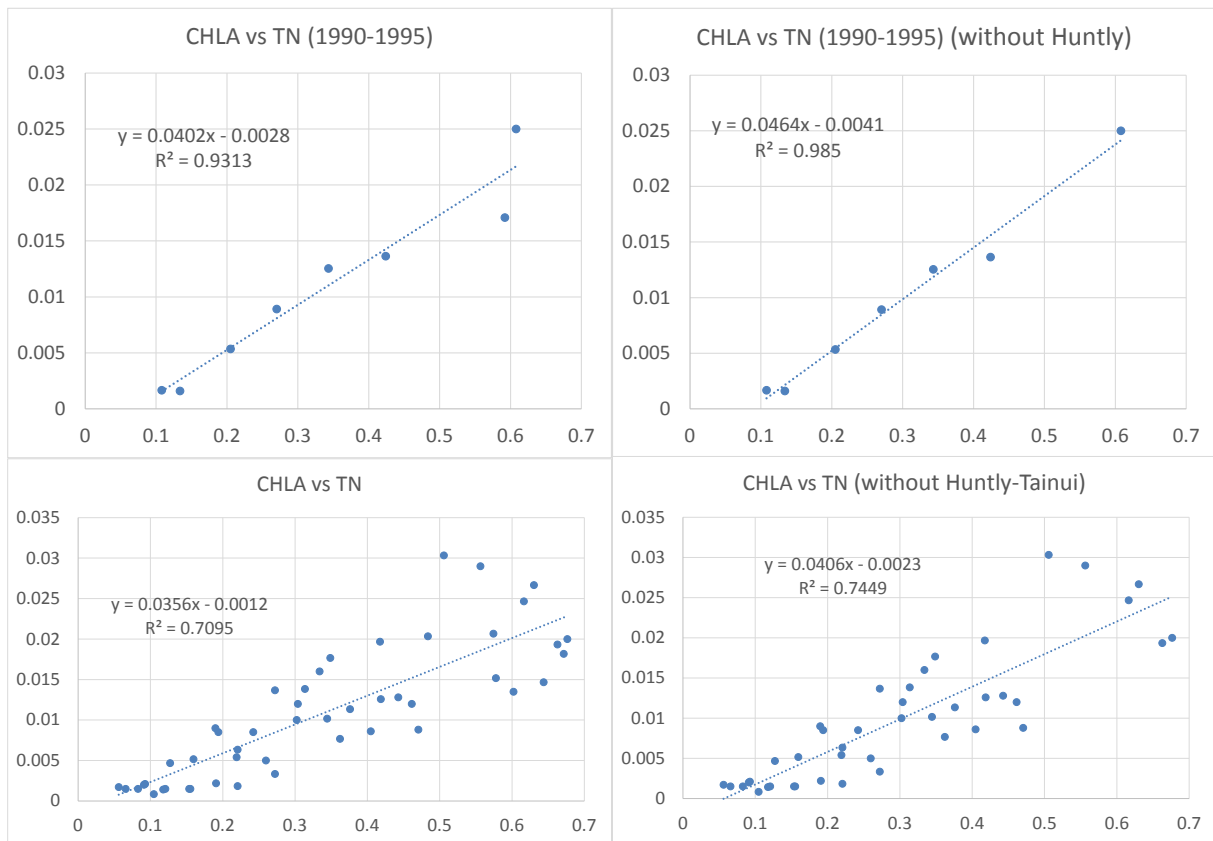 CHLA vs TN (1990-1995)
0.03
0.025
0.02
0.015
0.01
0.005
0
y = 0.0402x - 0.0028
R² = 0.9313
0 0.1 0.2 0.3 0.4 0.5 0.6 0.7
CHLA vs TN (1990-1995) (without Huntly)
0.03
0.025
0.02
0.015
0.01
0.005
0
y = 0.0464x - 0.0041
R² = 0.985
0 0.1 0.2 0.3 0.4 0.5 0.6 0.7
CHLA vs TN
0.035
0.03
0.025
0.02
0.015
0.01
0.005
0
y = 0.0356x - 0.0012
R² = 0.7095
0 0.1 0.2 0.3 0.4 0.5 0.6 0.7
CHLA vs TN (without Huntly-Tainui)
0.035
0.03
0.025
0.02
0.015
0.01
0.005
0
y = 0.0406x - 0.0023
R² = 0.7449
0 0.1 0.2 0.3 0.4 0.5 0.6 0.7